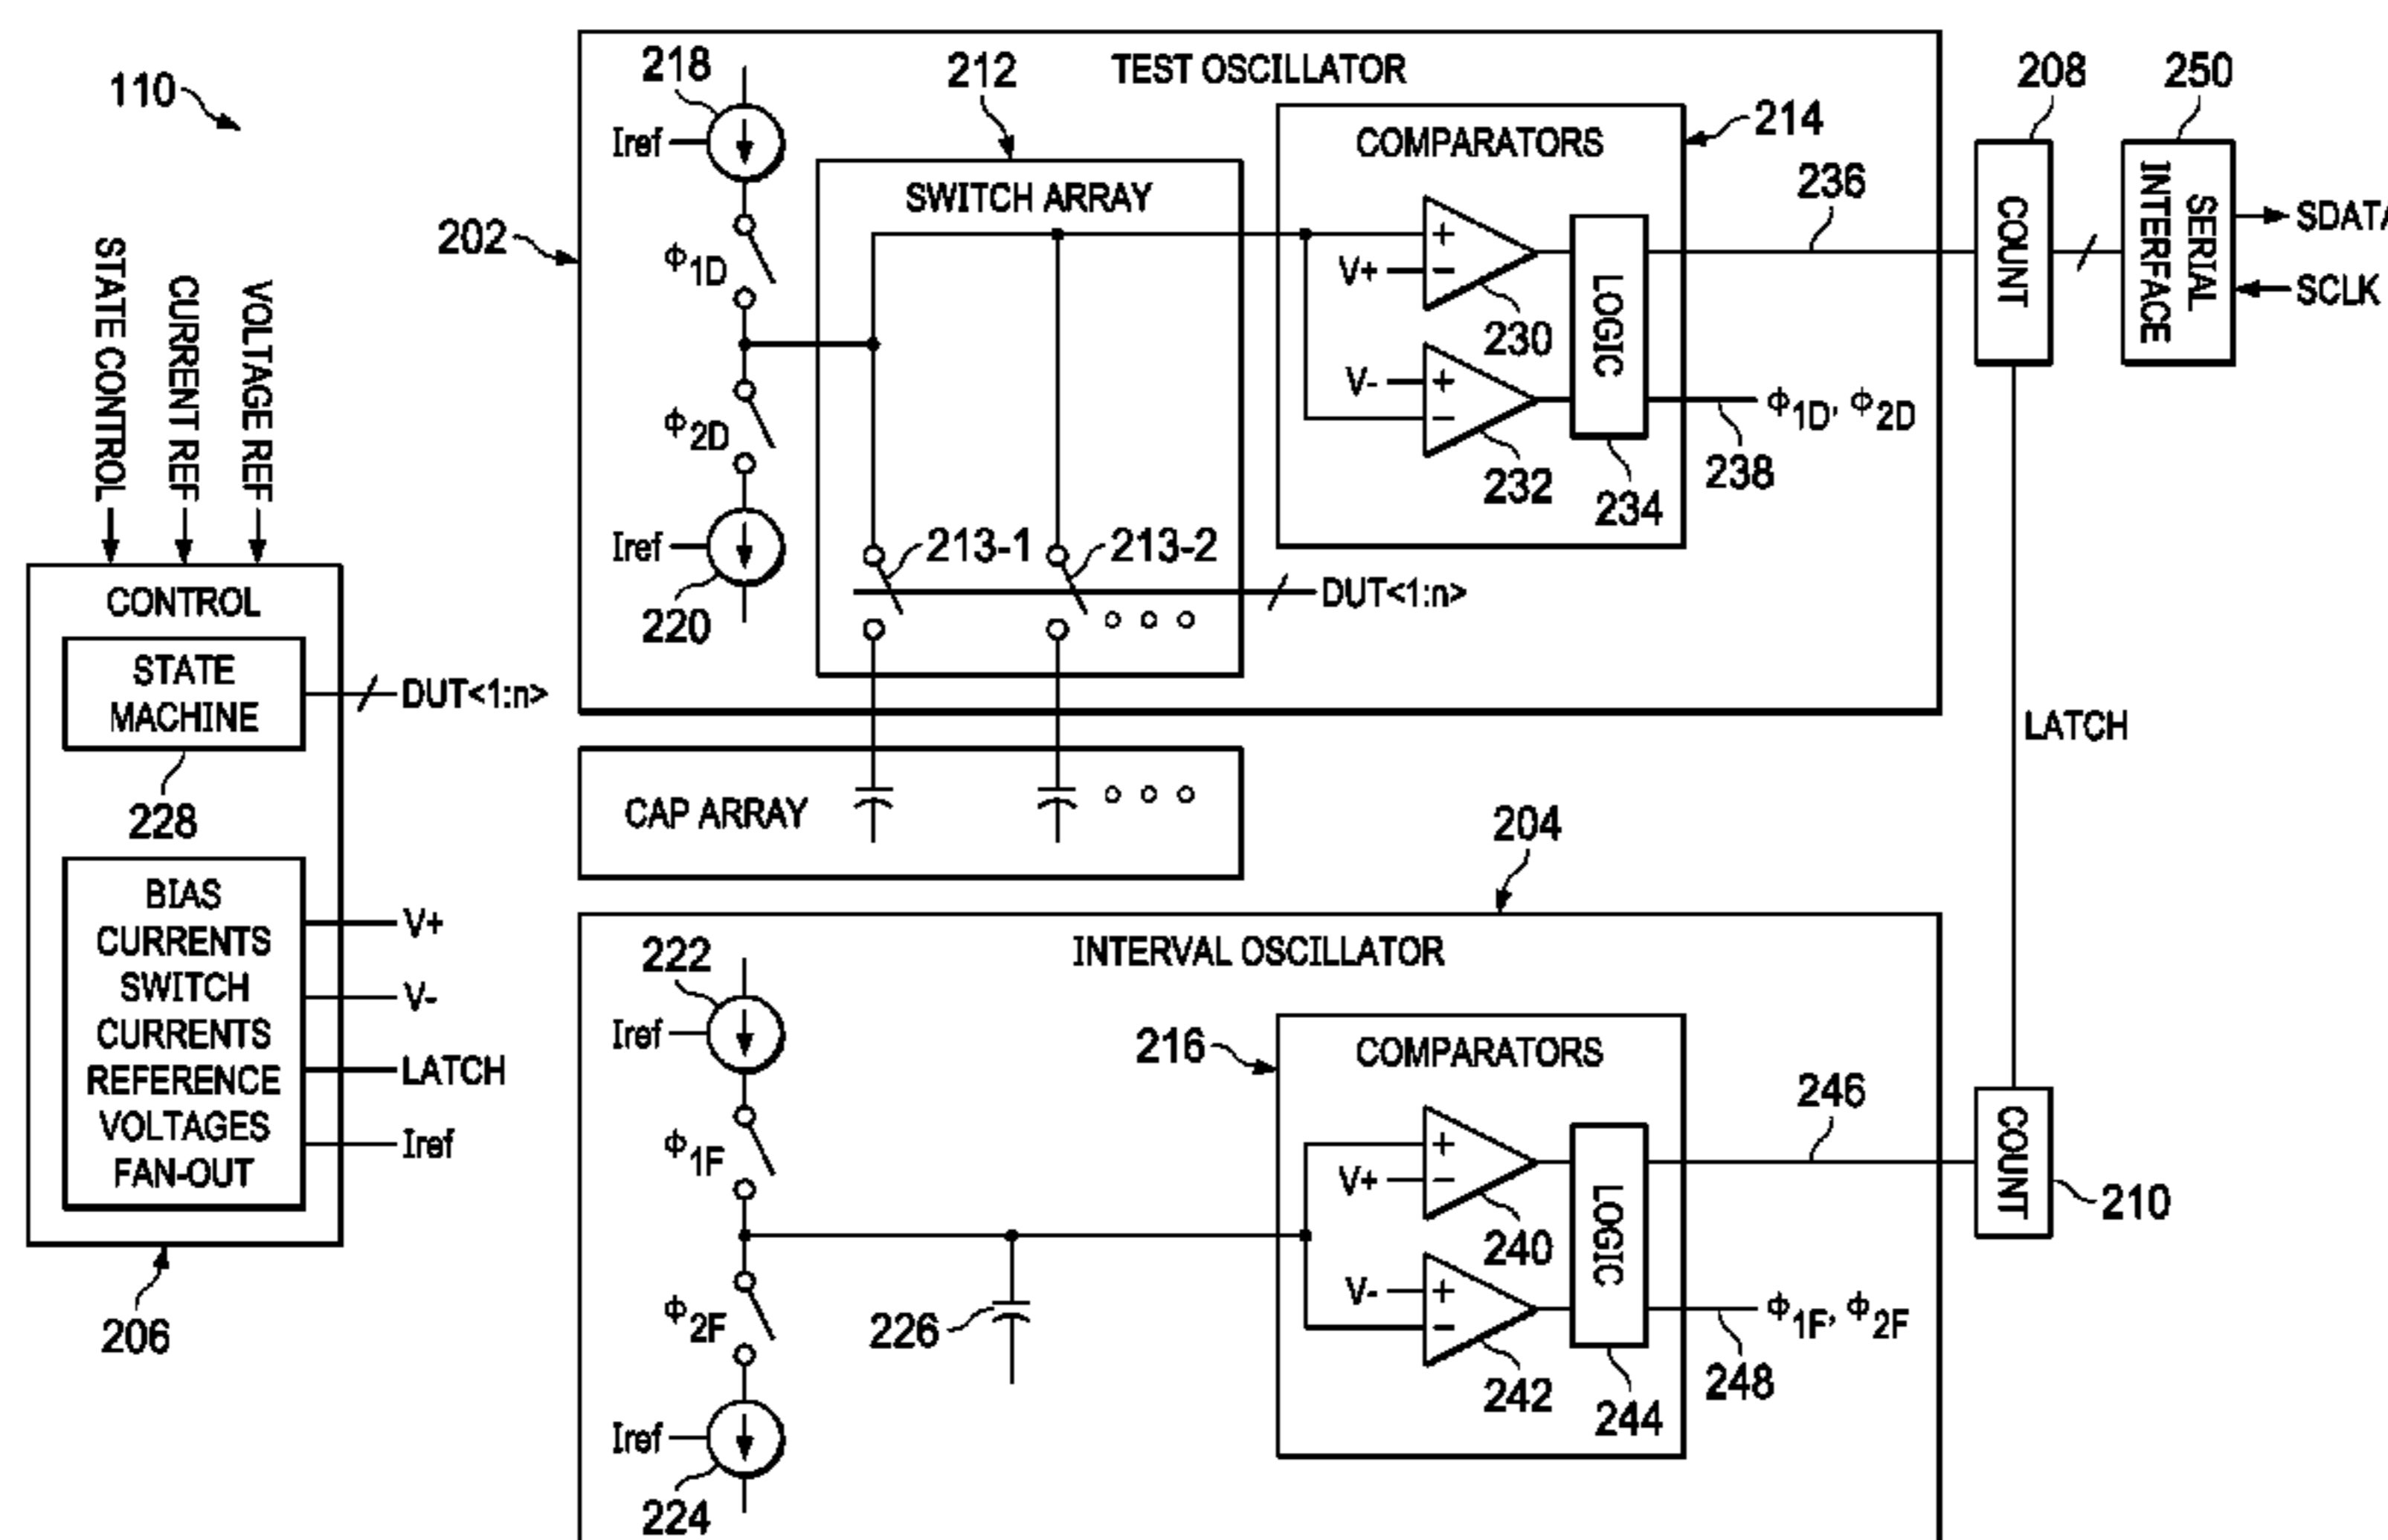 110
STATE CONTROL
CURRENT REF
VOLTAGE REF
CONTROL
STATE
MACHINE
DUT<1:n>
228
BIAS
CURRENTS
SWITCH
CURRENTS
REFERENCE
VOLTAGES
FAN-OUT
V+
V-
LATCH
Iref
206
TEST OSCILLATOR
202
218
Iref
ϕ1D
ϕ2D
Iref
220
212
SWITCH ARRAY
213-1
213-2
DUT<1:n>
COMPARATORS
214
V+
+
-
230
V-
+
-
232
LOGIC
234
236
ϕ1D, ϕ2D
238
208
COUNT
250
SERIAL
INTERFACE
SDATA
SCLK
LATCH
CAP ARRAY
204
INTERVAL OSCILLATOR
222
Iref
ϕ1F
ϕ2F
Iref
224
226
216
COMPARATORS
V+
+
-
240
V-
+
-
242
LOGIC
244
246
ϕ1F, ϕ2F
248
COUNT
210